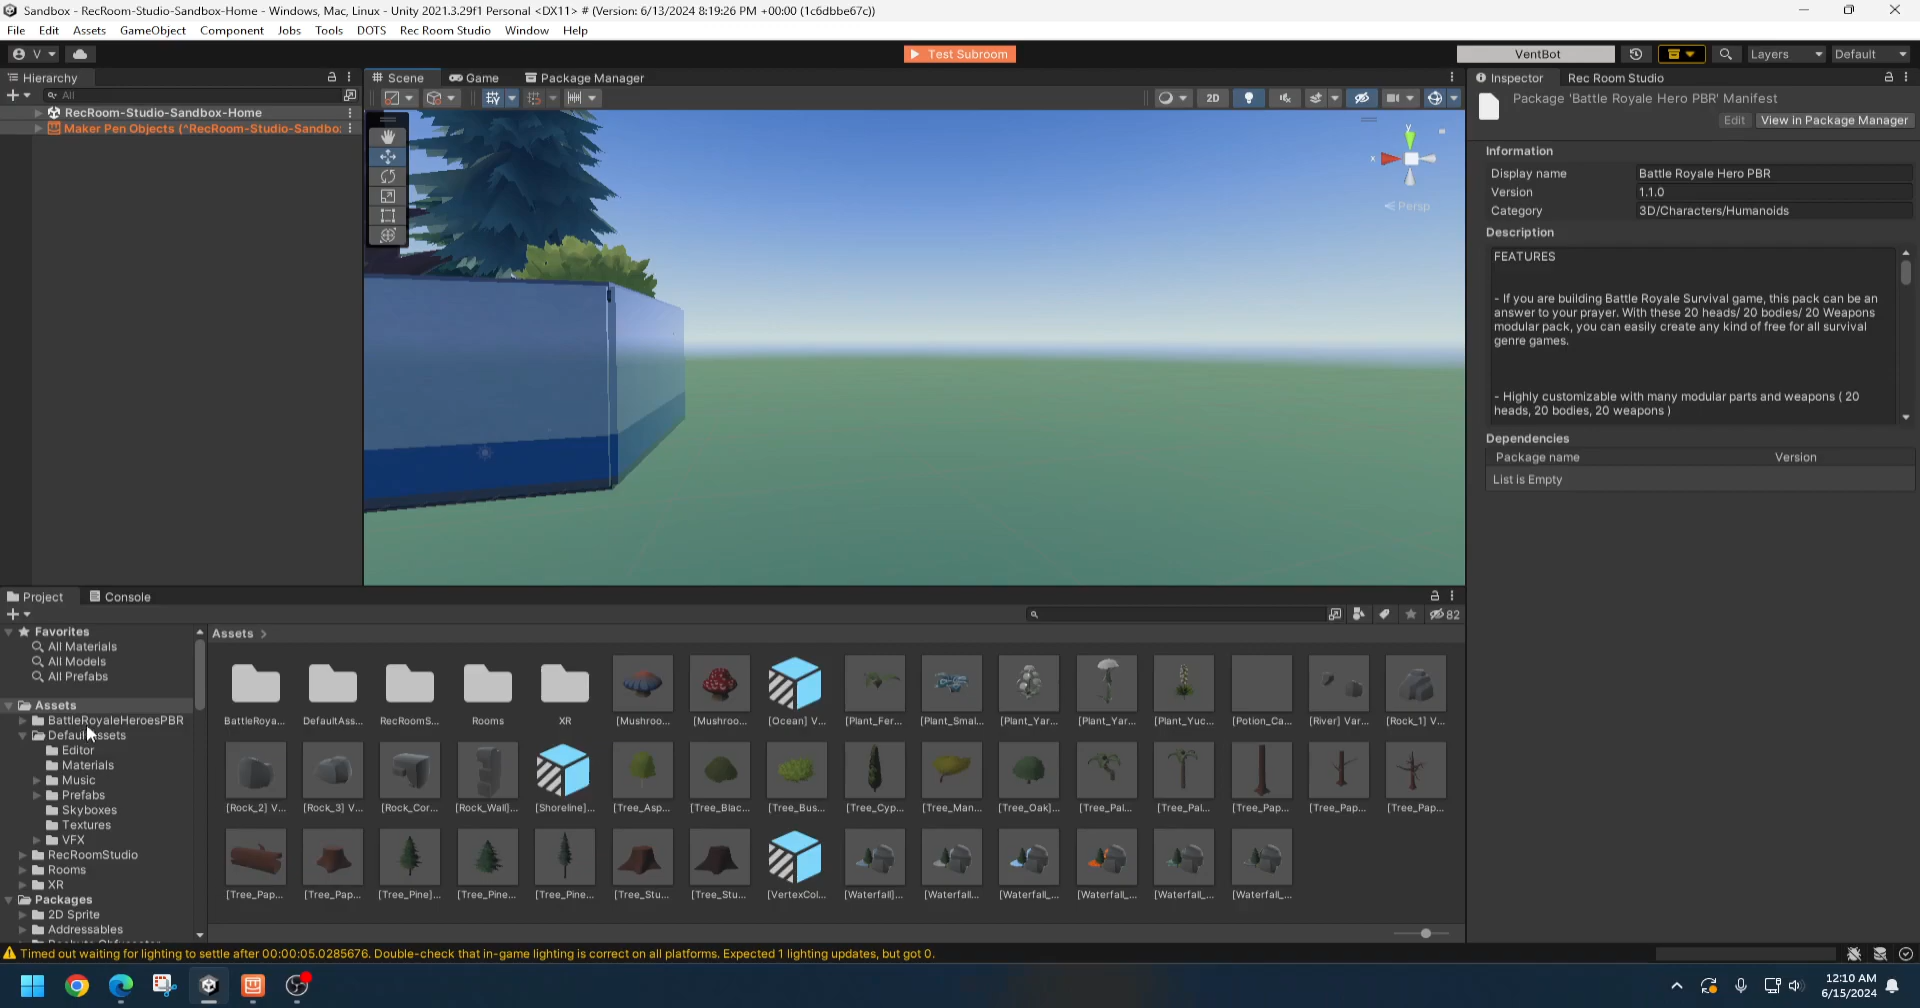 Sandbox - RecRoom-Studio-Sandbox-Home - Windows, Mac, Linux - Unity 2021.3.29f1 Personal <DX11> # (Version: 6/13/2024 8:19:26 PM +00:00 (1c6dbbe67c))
File Edit Assets GameObject Component Jobs Tools DOTS Rec Room Studio Window Help
V Test Subroom VentBot Layers Default
Hierarchy
All
RecRoom-Studio-Sandbox-Home
Maker Pen Objects (^RecRoom-Studio-Sandbo
Scene Game Package Manager
2D
y
x
Persp
Inspector Rec Room Studio
Package 'Battle Royale Hero PBR' Manifest
Edit View in Package Manager
Information
Display name Battle Royale Hero PBR
Version 1.1.0
Category 3D/Characters/Humanoids
Description
FEATURES
- If you are building Battle Royale Survival game, this pack can be an
answer to your prayer. With these 20 heads/ 20 bodies/ 20 Weapons
modular pack, you can easily create any kind of free for all survival
genre games.
- Highly customizable with many modular parts and weapons ( 20
heads, 20 bodies, 20 weapons )
Dependencies
Package name Version
List is Empty
Project Console
82
Favorites
All Materials
All Models
All Prefabs
Assets
BattleRoyaleHeroesPBR
Editor
Materials
Music
Prefabs
Skyboxes
Textures
VFX
RecRoomStudio
Rooms
XR
Packages
2D Sprite
Addressables
Assets >
BattleRoya... DefaultAss... RecRoomS... Rooms XR [Mushroo... [Mushroo... [Ocean] V... [Plant_Fer... [Plant_Smal... [Plant_Yar... [Plant_Yar... [Plant_Yuc... [Potion_Ca... [River] Var... [Rock_1] V...
[Rock_2] V... [Rock_3] V... [Rock_Cor... [Rock_Wall]... [Shoreline]... [Tree_Asp... [Tree_Blac... [Tree_Bus... [Tree_Cyp... [Tree_Man... [Tree_Oak]... [Tree_Pal... [Tree_Pal... [Tree_Pap... [Tree_Pap... [Tree_Pap...
[Tree_Pap... [Tree_Pap... [Tree_Pine]... [Tree_Pine... [Tree_Pine... [Tree_Stu... [Tree_Stu... [VertexCol... [Waterfall]... [Waterfall... [Waterfall_... [Waterfall_... [Waterfall_... [Waterfall_...
Timed out waiting for lighting to settle after 00:00:05.0285676. Double-check that in-game lighting is correct on all platforms. Expected 1 lighting updates, but got 0.
12:10 AM
6/15/2024